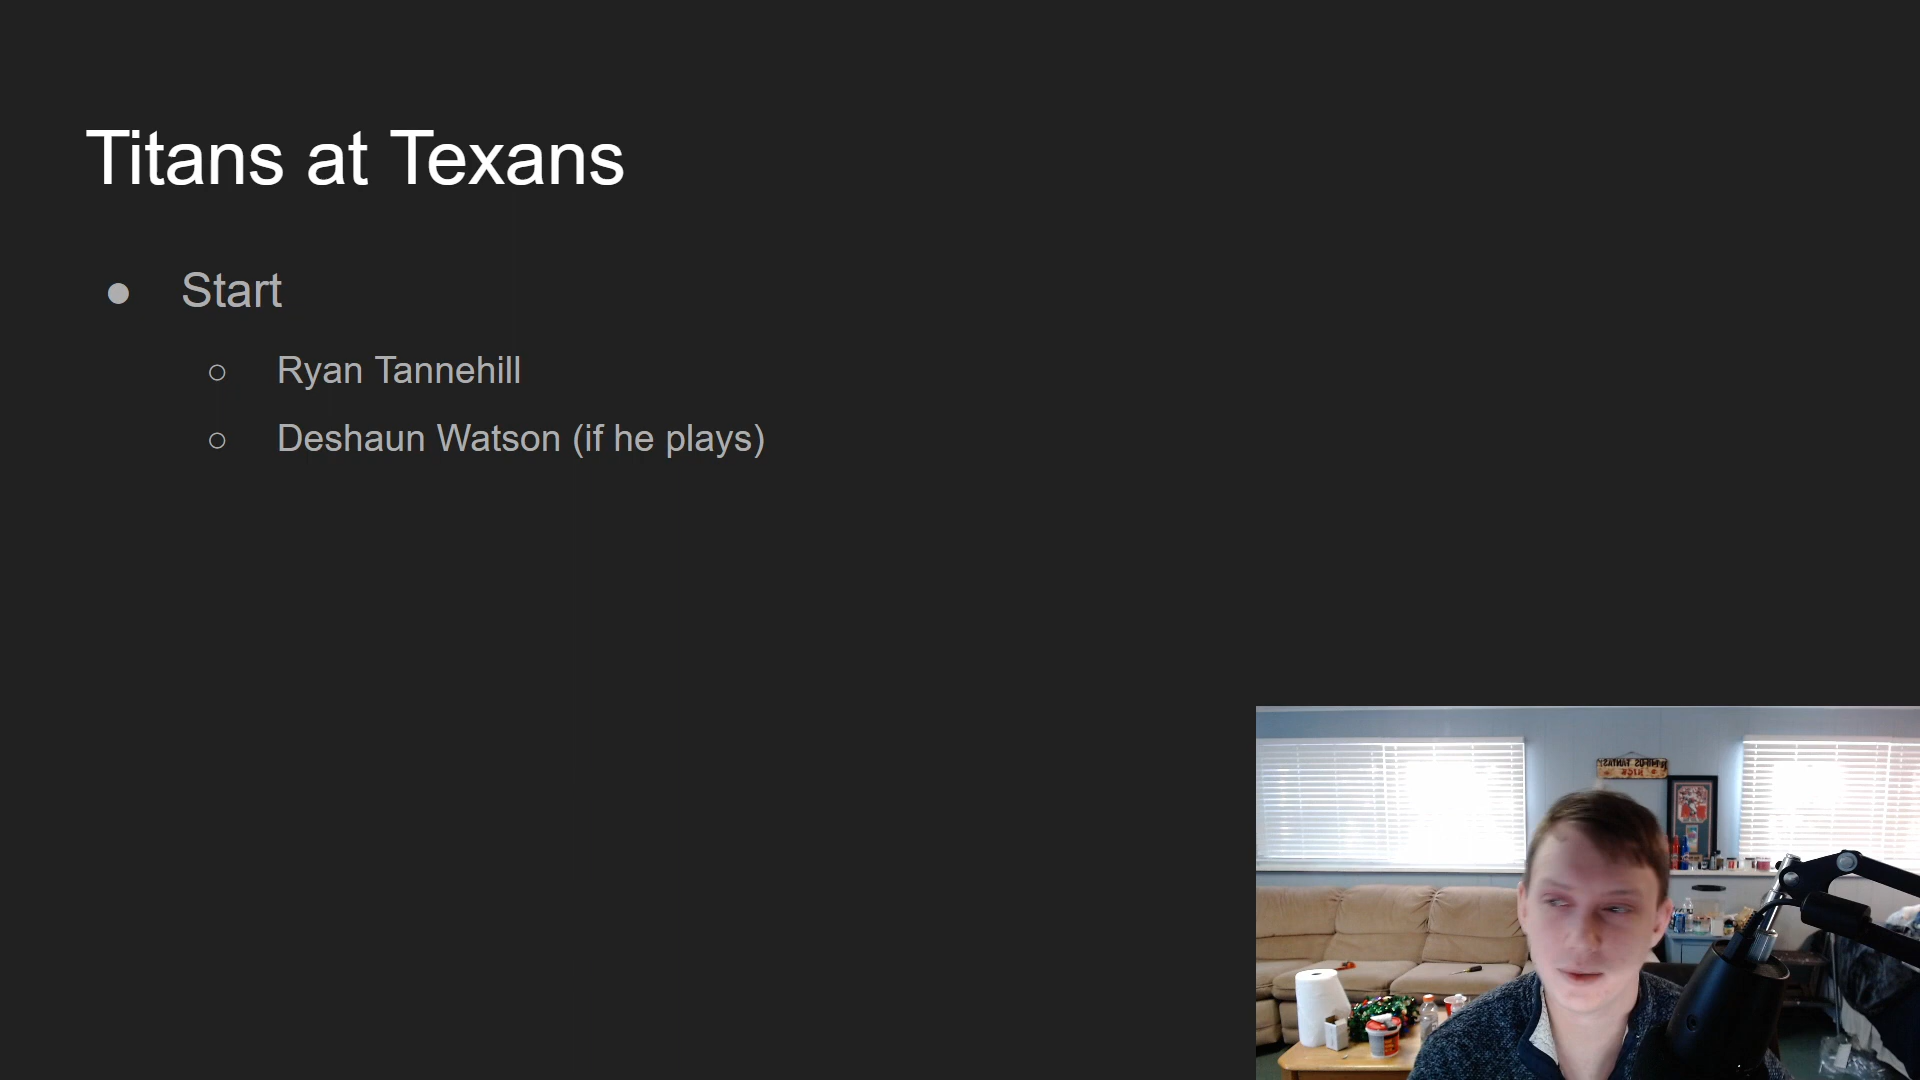 Titans at Texans
● Start
○ Ryan Tannehill
○ Deshaun Watson (if he plays)